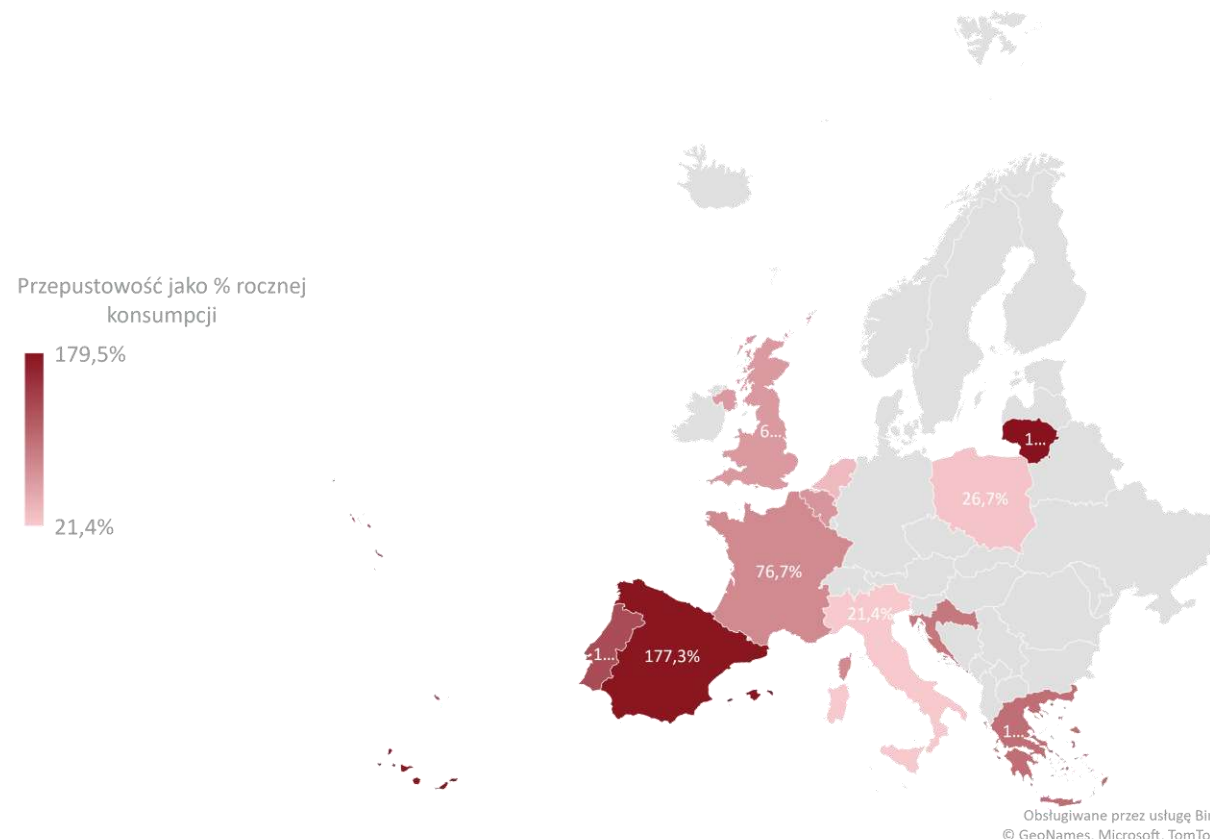 Przepustowość jako % rocznej
konsumpcji
179,5%
21,4%
6...
1...
26,7%
76,7%
21,4%
1...
177,3%
1...
Obsługiwane przez usługę Bin
© GeoNames, Microsoft, TomTo